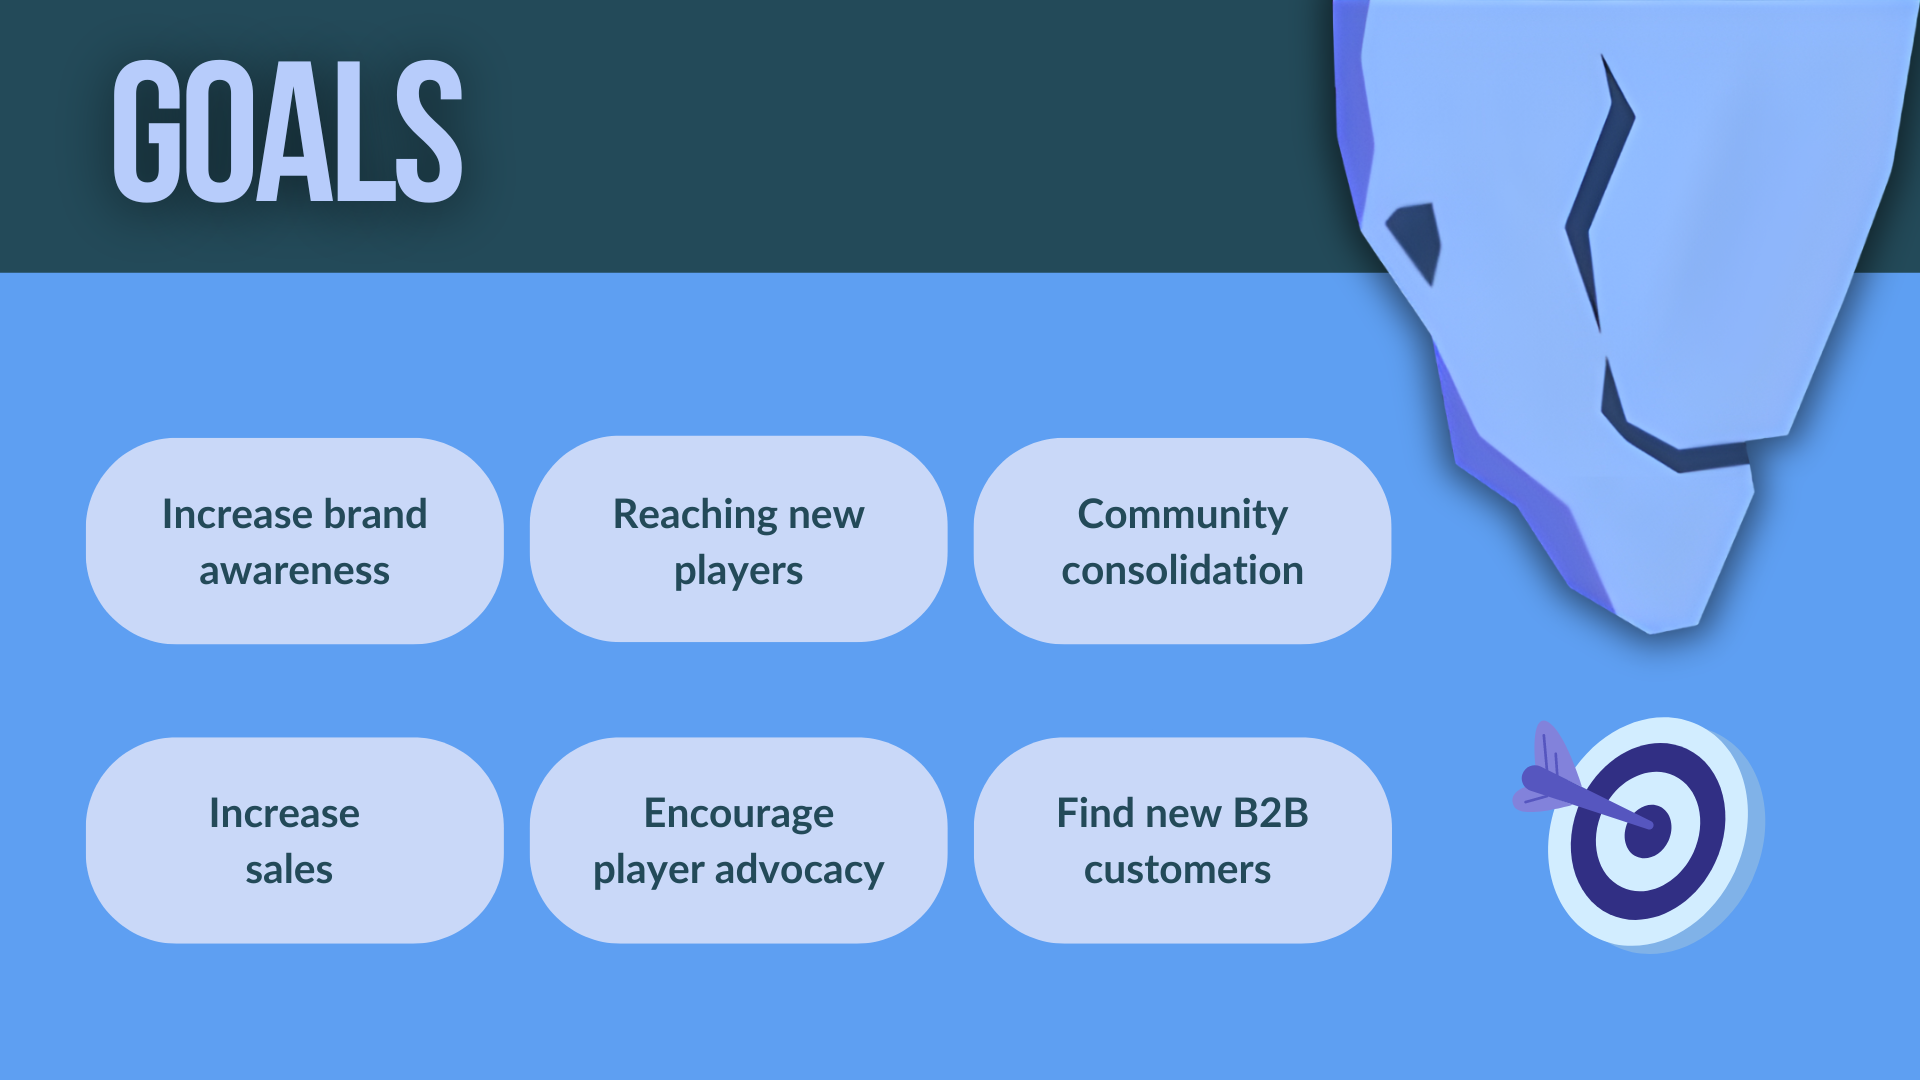 GOALS
Increase brand
awareness
Reaching new
players
Community
consolidation
Increase
sales
Encourage
player advocacy
Find new B2B
customers